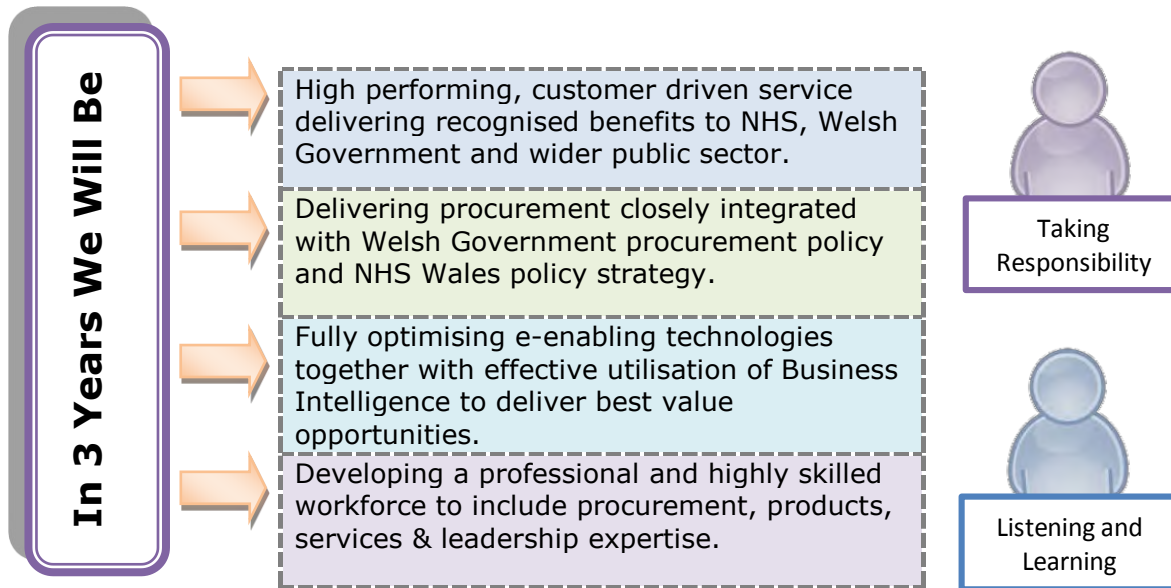 In 3 Years We Will Be
High performing, customer driven service
delivering recognised benefits to NHS, Welsh
Government and wider public sector.
Delivering procurement closely integrated
with Welsh Government procurement policy
and NHS Wales policy strategy.
Fully optimising e-enabling technologies
together with effective utilisation of Business
Intelligence to deliver best value
opportunities.
Developing a professional and highly skilled
workforce to include procurement, products,
services & leadership expertise.
Taking
Responsibility
Listening and
Learning